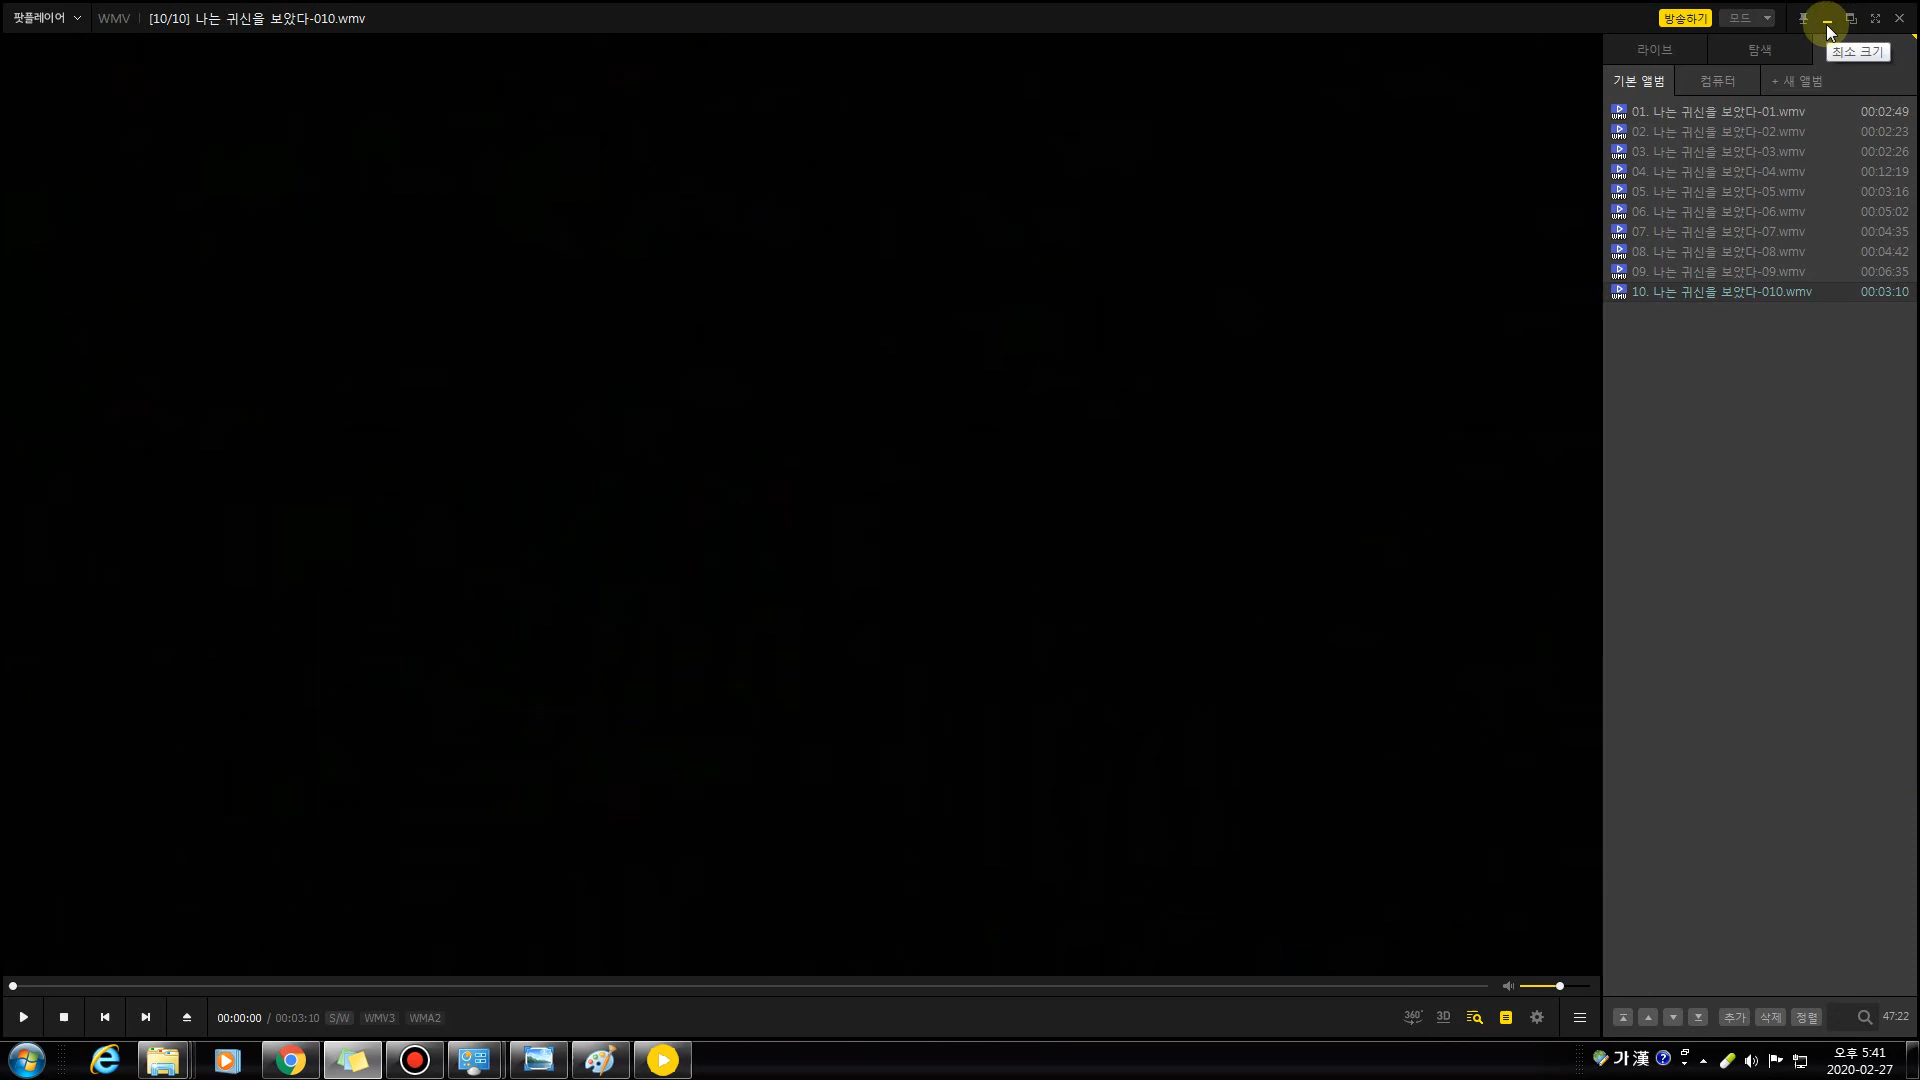 팟플레이어 WMV [10/10] 나는 귀신을 보았다-010.wmv 방송하기 모드
라이브 탐색 최소 크기
기본 앨범 컴퓨터 + 새 앨범
01. 나는 귀신을 보았다-01.wmv 00:02:49
02. 나는 귀신을 보았다-02.wmv 00:02:23
03. 나는 귀신을 보았다-03.wmv 00:02:26
04. 나는 귀신을 보았다-04.wmv 00:12:19
05. 나는 귀신을 보았다-05.wmv 00:03:16
06. 나는 귀신을 보았다-06.wmv 00:05:02
07. 나는 귀신을 보았다-07.wmv 00:04:35
08. 나는 귀신을 보았다-08.wmv 00:04:42
09. 나는 귀신을 보았다-09.wmv 00:06:35
10. 나는 귀신을 보았다-010.wmv 00:03:10
00:00:00 / 00:03:10 S/W WMV3 WMA2 360° 3D 추가 삭제 정렬 47:22
가 漢 오후 5:41
2020-02-27